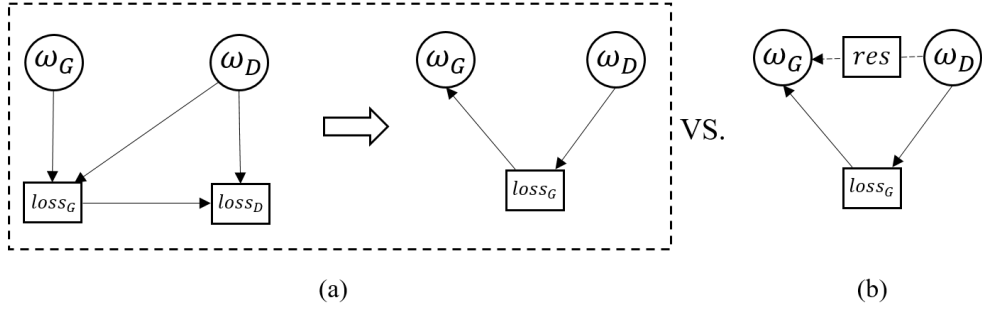 ω_G
ω_D
loss_G
loss_D
ω_G
ω_D
loss_G
VS.
ω_G
res
ω_D
loss_G
(a)
(b)